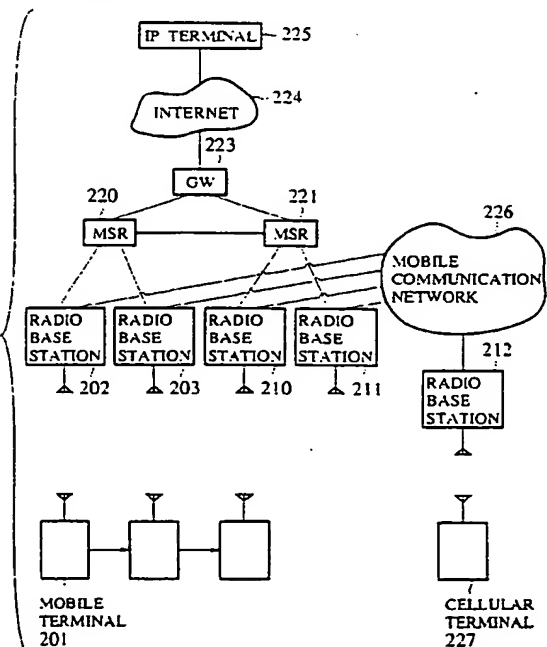 IP TERMINAL
225
INTERNET
224
223
GW
220
221
MSR
MSR
226
MOBILE
COMMUNICATION
NETWORK
RADIO
BASE
STATION
RADIO
BASE
STATION
RADIO
BASE
STATION
RADIO
BASE
STATION
202
203
210
211
212
RADIO
BASE
STATION
MOBILE
TERMINAL
201
CELLULAR
TERMINAL
227